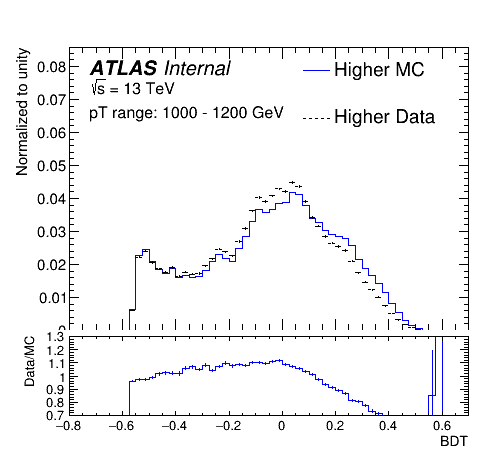 ATLAS Internal
√s = 13 TeV
pT range: 1000 - 1200 GeV
Higher MC
Higher Data
Normalized to unity
0.08
0.07
0.06
0.05
0.04
0.03
0.02
0.01
0
Data/MC
1.3
1.2
1.1
1
0.9
0.8
0.7
−0.8 −0.6 −0.4 −0.2 0 0.2 0.4 0.6
BDT